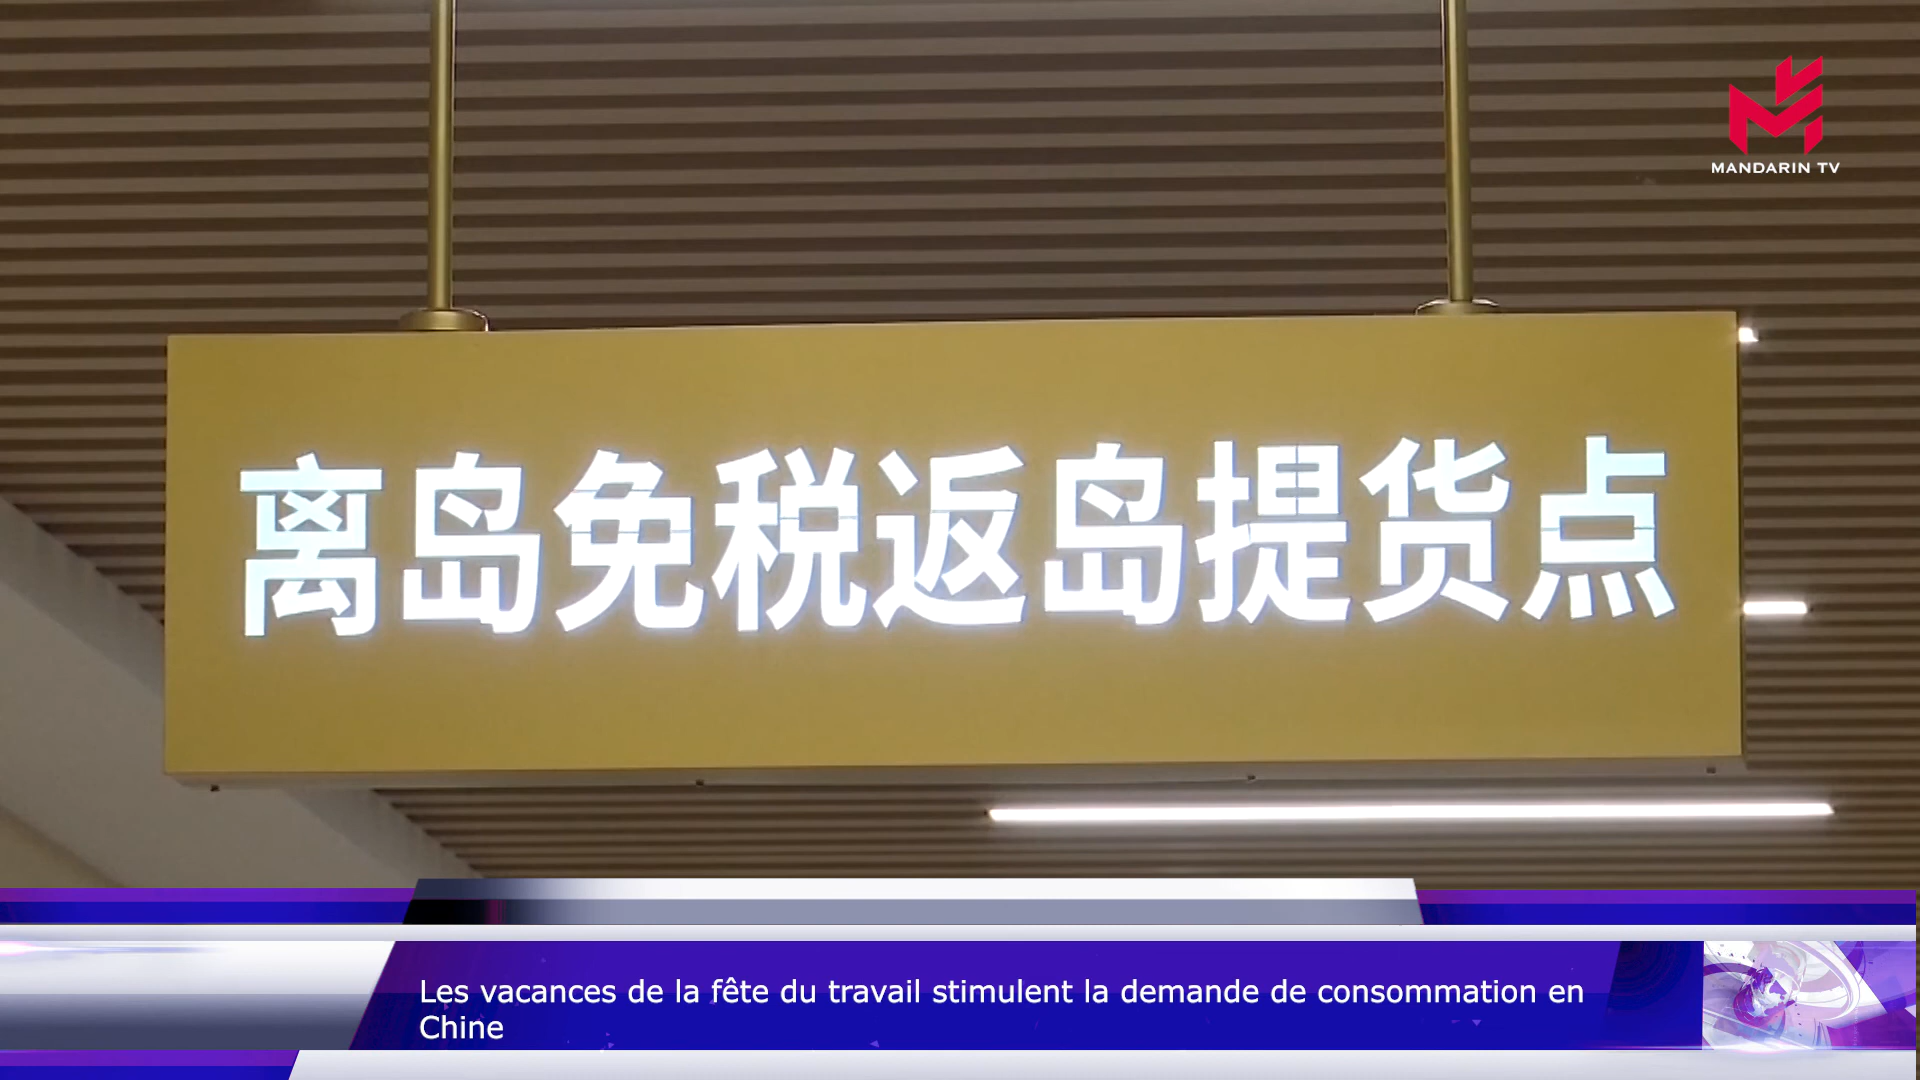 MANDARIN TV
离岛免税返岛提货点
Les vacances de la fête du travail stimulent la demande de consommation en
Chine